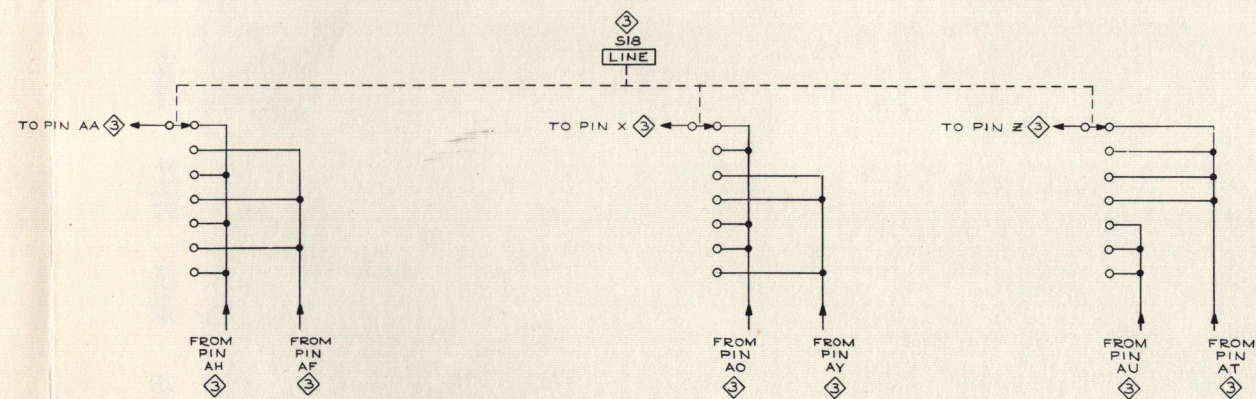 3
S18
LINE
TO PIN AA 3
TO PIN X 3
TO PIN Z 3
FROM PIN AH 3
FROM PIN AF 3
FROM PIN AO 3
FROM PIN AY 3
FROM PIN AU 3
FROM PIN AT 3